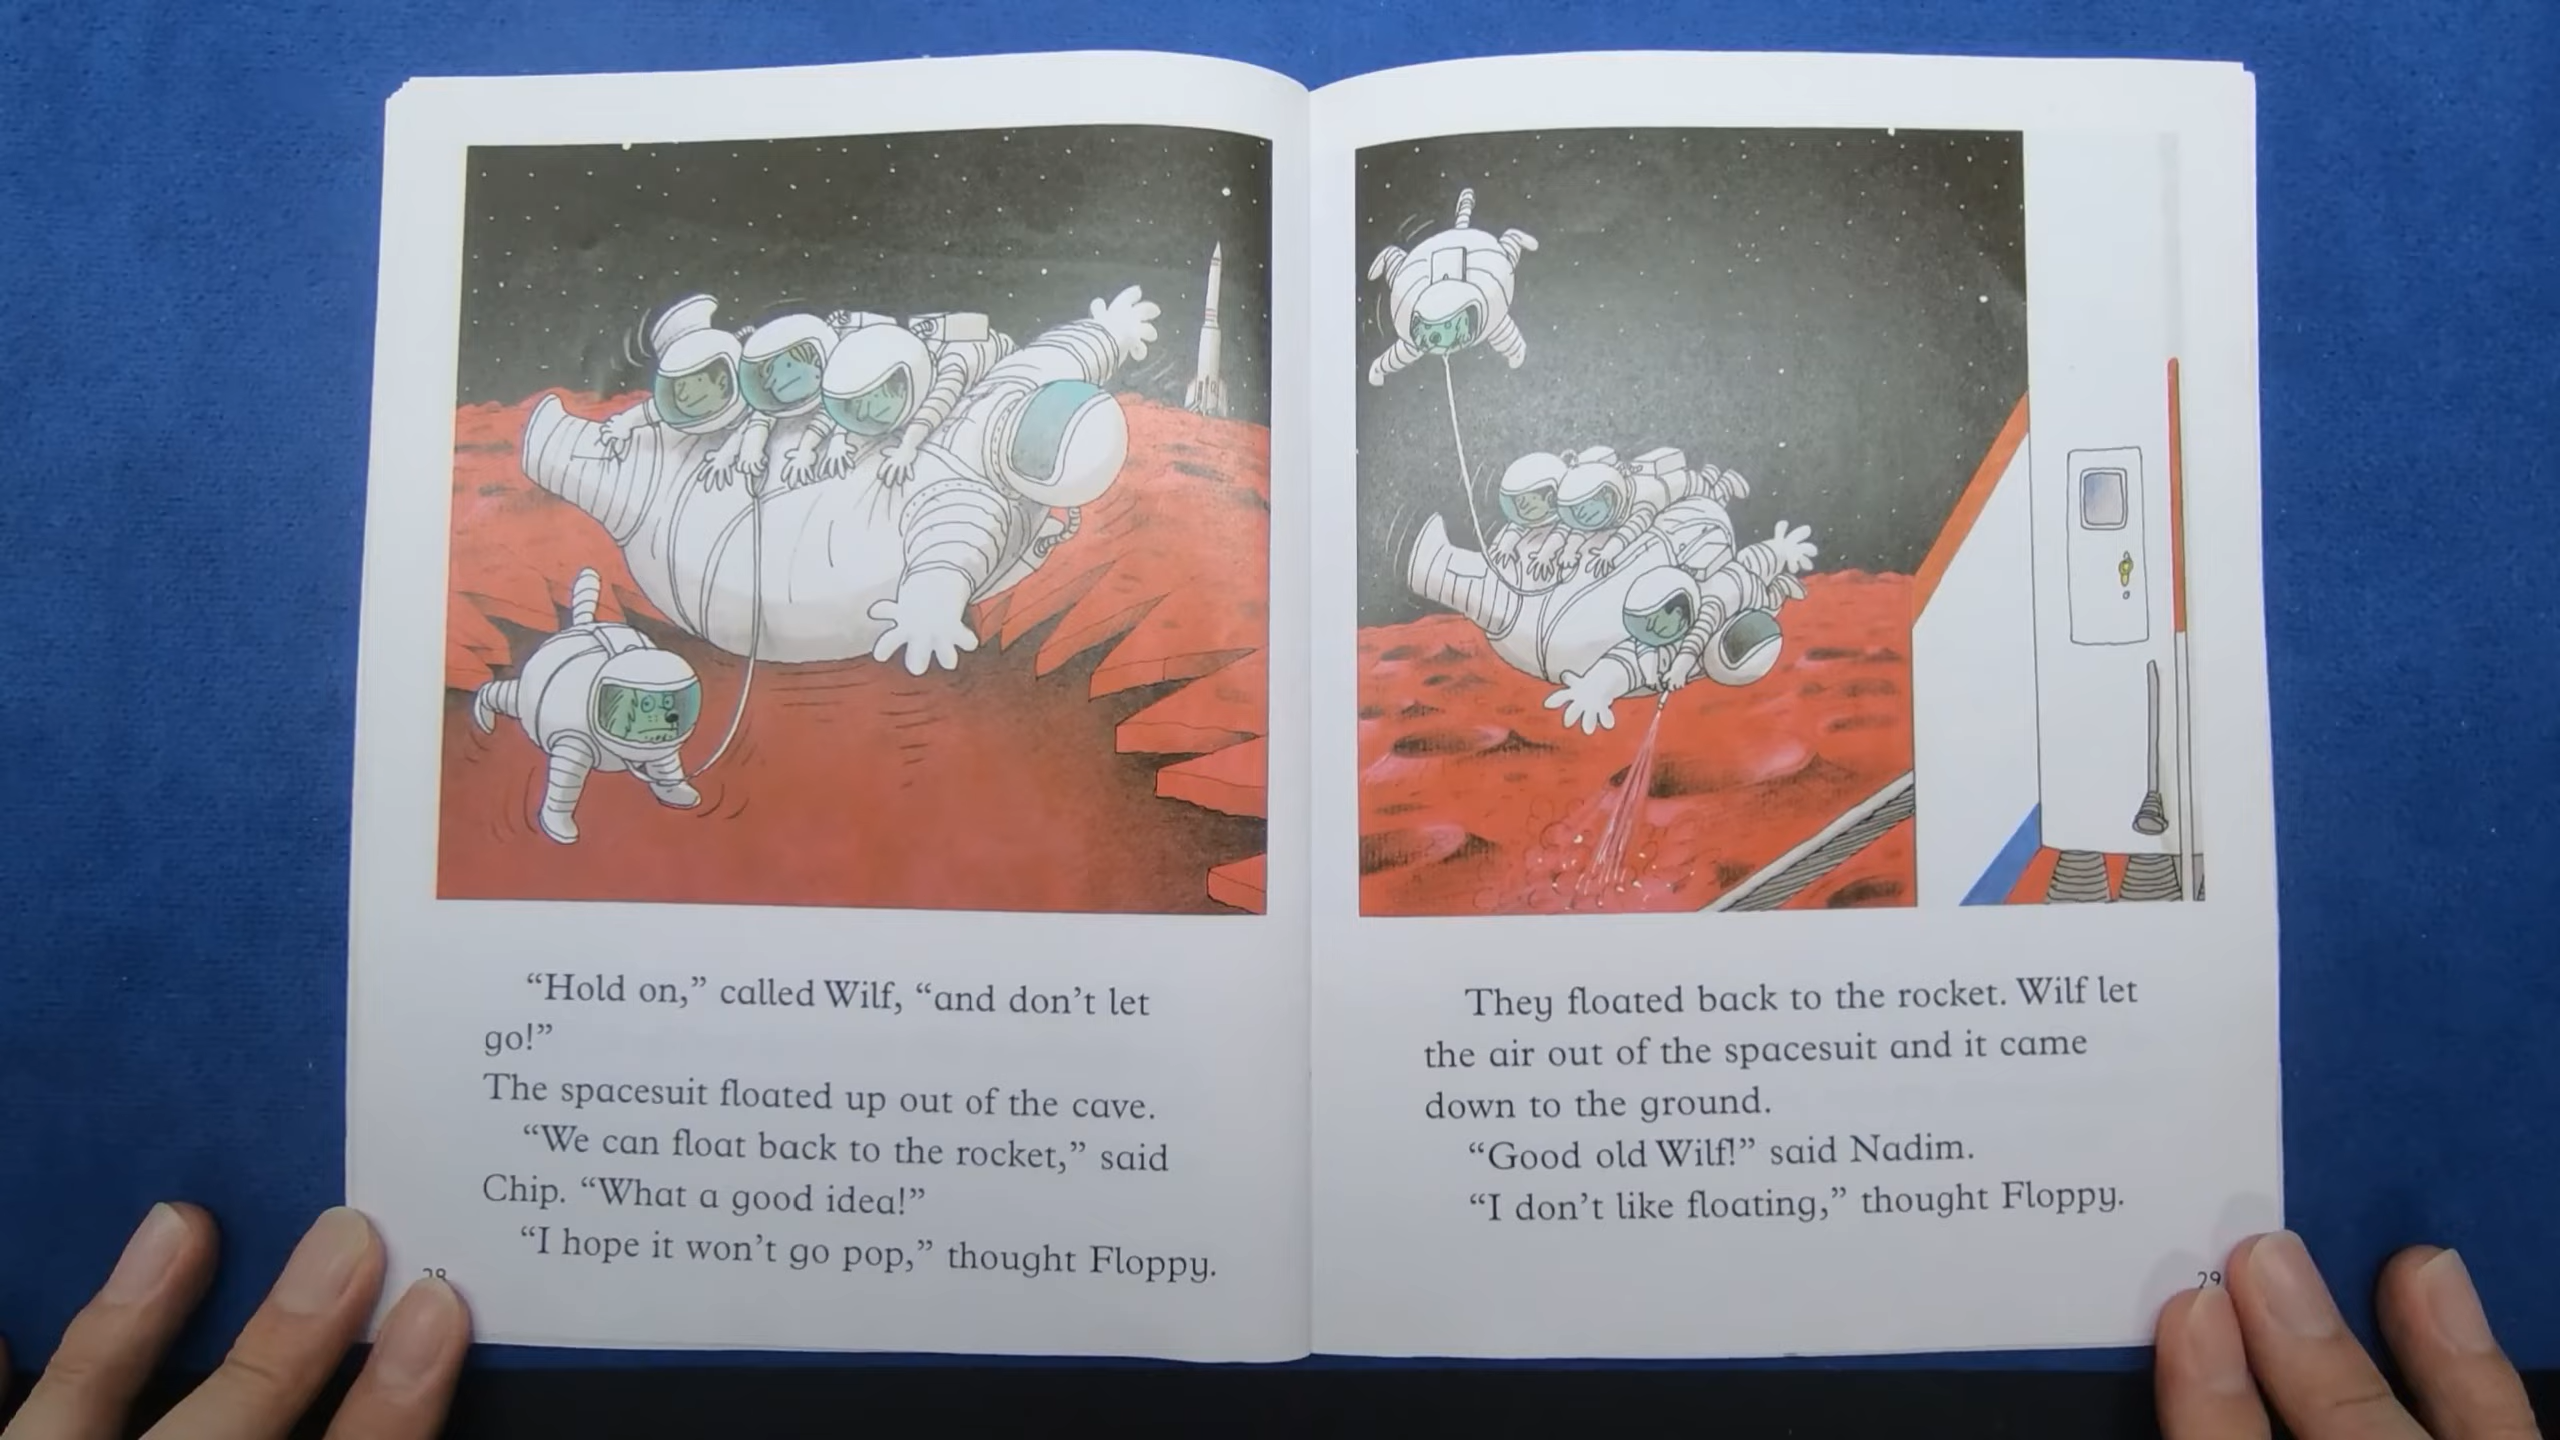 “Hold on,” called Wilf, “and don’t let
go!”
The spacesuit floated up out of the cave.
“We can float back to the rocket,” said
Chip. “What a good idea!”
“I hope it won’t go pop,” thought Floppy.
28
They floated back to the rocket. Wilf let
the air out of the spacesuit and it came
down to the ground.
“Good old Wilf!” said Nadim.
“I don’t like floating,” thought Floppy.
29